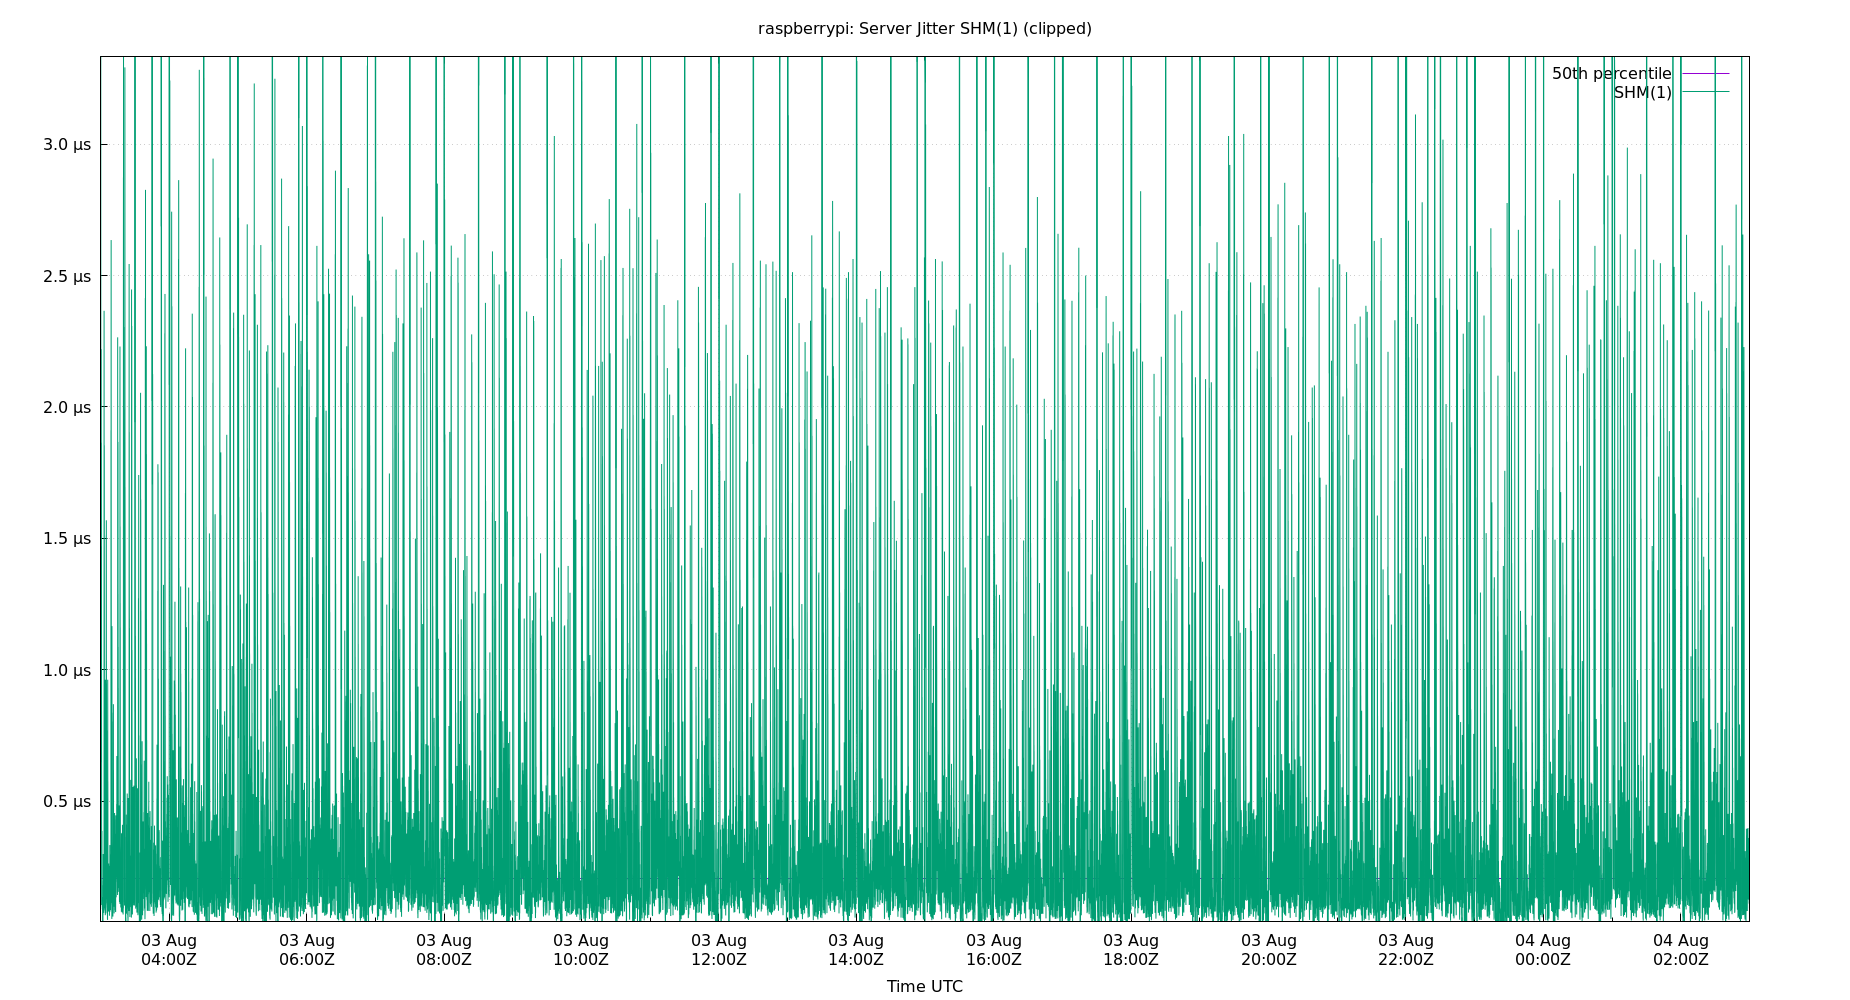 raspberrypi: Server Jitter SHM(1) (clipped)
50th percentile
SHM(1)
3.0 µs
2.5 µs
2.0 µs
1.5 µs
1.0 µs
0.5 µs
03 Aug 03 Aug 03 Aug 03 Aug 03 Aug 03 Aug 03 Aug 03 Aug 03 Aug 03 Aug 04 Aug 04 Aug
04:00Z 06:00Z 08:00Z 10:00Z 12:00Z 14:00Z 16:00Z 18:00Z 20:00Z 22:00Z 00:00Z 02:00Z
Time UTC